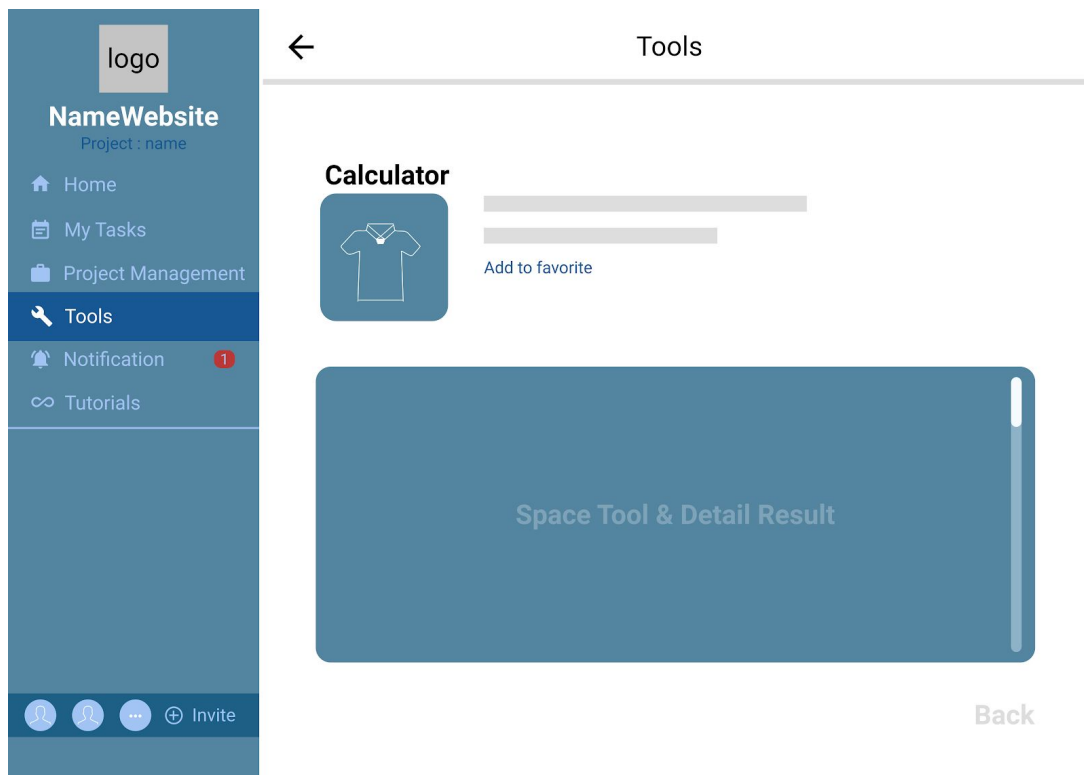 logo
NameWebsite
Project : name
Home
My Tasks
Project Management
Tools
Notification 1
Tutorials
Invite
Tools
Calculator
Add to favorite
Space Tool & Detail Result
Back